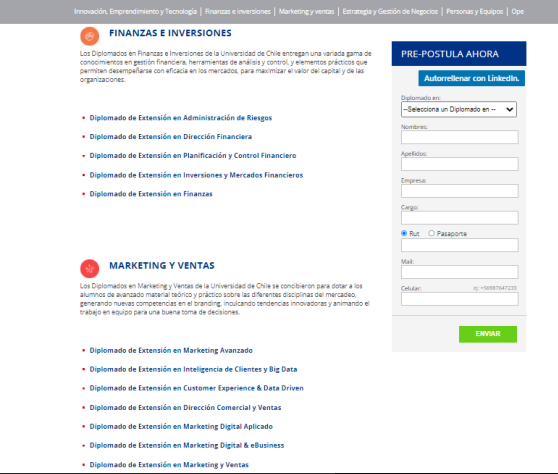 Innovación, Emprendimiento y Tecnología | Finanzas e Inversiones | Marketing y ventas | Estrategia y Gestión de Negocios | Personas y Equipos | Ope
FINANZAS E INVERSIONES
Los Diplomados en Finanzas e Inversiones de la Universidad de Chile entregan una variada gama de
conocimientos en gestión financiera, herramientas de análisis y control, y elementos prácticos que
permiten desempeñarse con eficacia en los mercados, para maximizar el valor del capital y de las
organizaciones.
Diplomado de Extensión en Administración de Riesgos
Diplomado de Extensión en Dirección Financiera
Diplomado de Extensión en Planificación y Control Financiero
Diplomado de Extensión en Inversiones y Mercados Financieros
Diplomado de Extensión en Finanzas
MARKETING Y VENTAS
Los Diplomados en Marketing y Ventas de la Universidad de Chile se concibieron para dotar a los
alumnos de avanzado material teórico y práctico sobre las diferentes disciplinas del mercadeo,
generando nuevas competencias en el branding, inculcando tendencias innovadoras y animando el
trabajo en equipo para una buena toma de decisiones.
Diplomado de Extensión en Marketing Avanzado
Diplomado de Extensión en Inteligencia de Clientes y Big Data
Diplomado de Extensión en Customer Experience & Data Driven
Diplomado de Extensión en Dirección Comercial y Ventas
Diplomado de Extensión en Marketing Digital Aplicado
Diplomado de Extensión en Marketing Digital & eBusiness
Diplomado de Extensión en Marketing y Ventas
PRE-POSTULA AHORA
Autorrellenar con LinkedIn.
Diplomado en:
--Selecciona un Diplomado en --
Nombres:
Apellidos:
Empresa:
Cargo:
Rut Pasaporte
Mail:
Celular: ej: +56987647233
ENVIAR